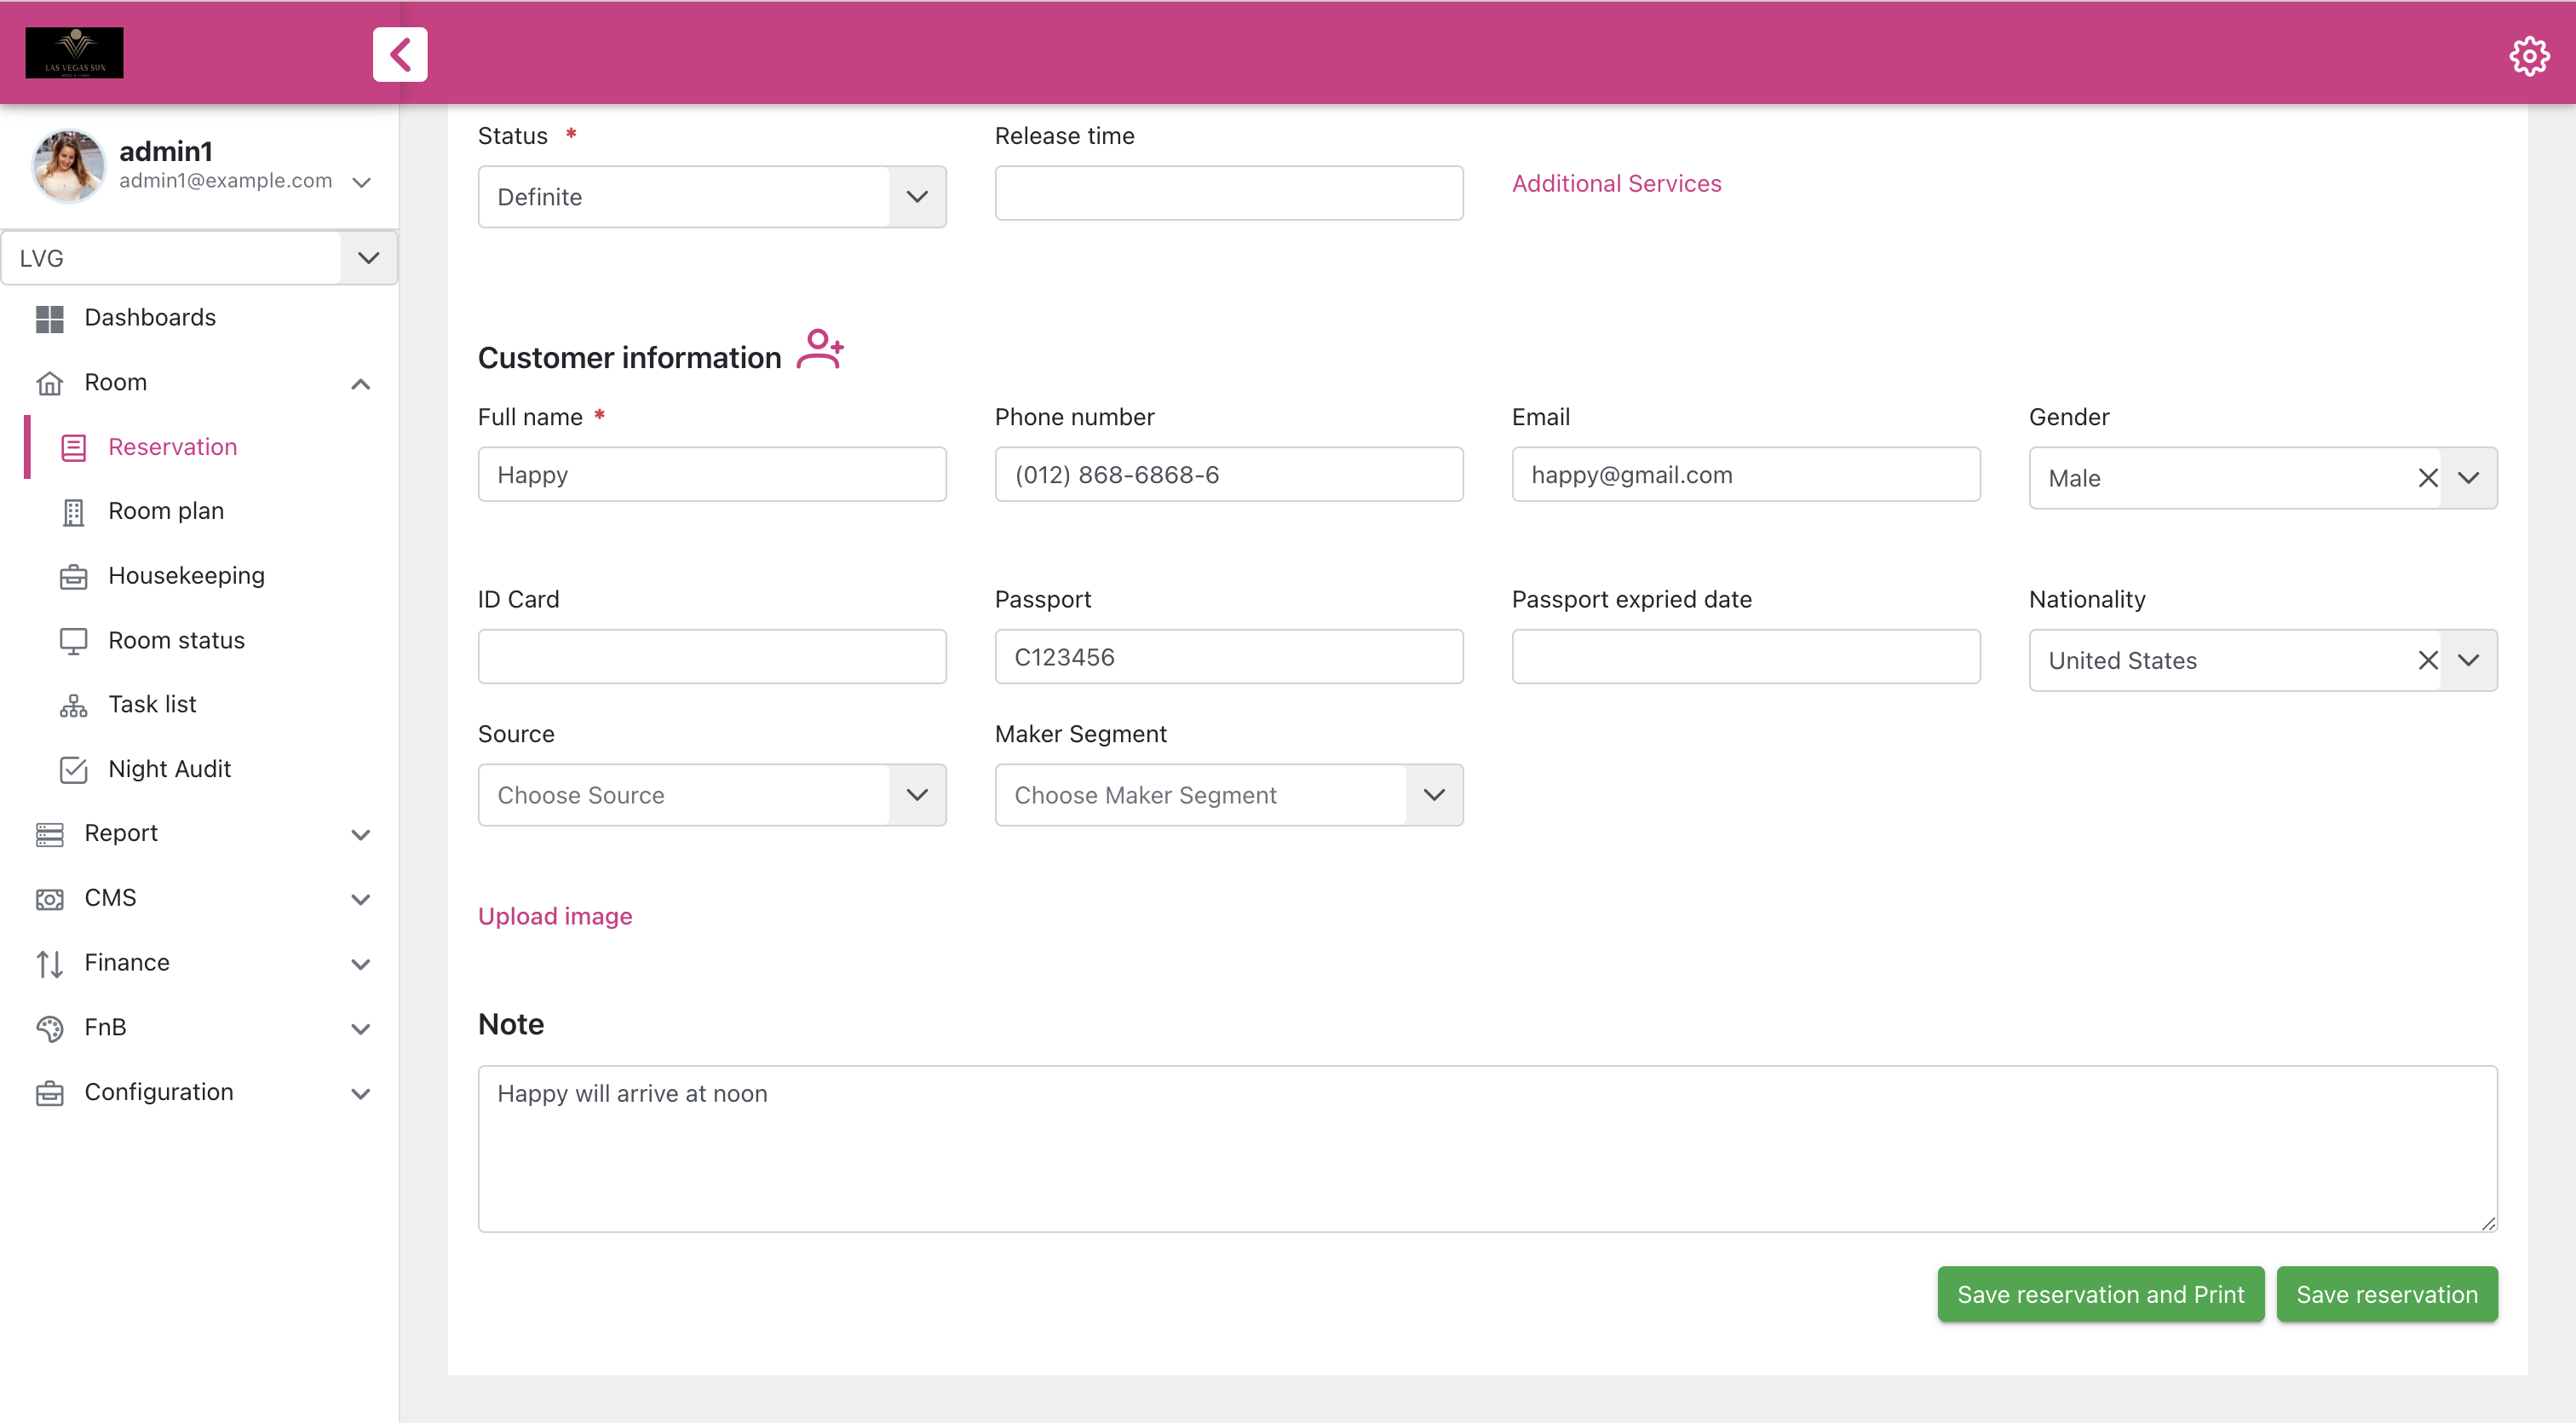 LAS VEGAS SUN
admin1
admin1@example.com
LVG
Dashboards
Room
Reservation
Room plan
Housekeeping
Room status
Task list
Night Audit
Report
CMS
Finance
FnB
Configuration
Status *
Release time
Definite
Additional Services
Customer information
Full name *
Phone number
Email
Gender
Happy
(012) 868-6868-6
happy@gmail.com
Male
ID Card
Passport
Passport expried date
Nationality
C123456
United States
Source
Maker Segment
Choose Source
Choose Maker Segment
Upload image
Note
Happy will arrive at noon
Save reservation and Print
Save reservation